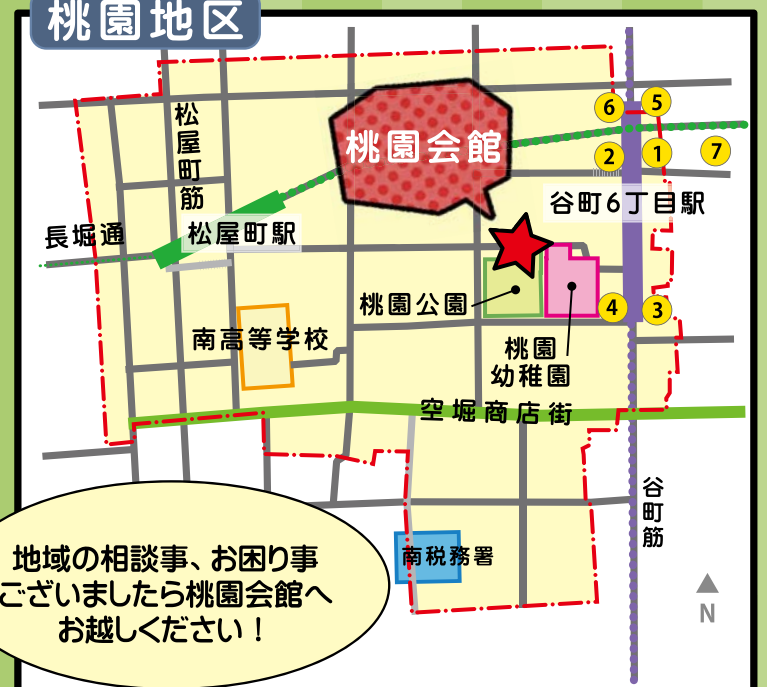 桃園地区
松屋町筋
桃園会館
6
5
2
1
7
長堀通
松屋町駅
谷町6丁目駅
桃園公園
4
3
南高等学校
桃園
幼稚園
空堀商店街
谷町筋
南税務署
地域の相談事、お困り事
ございましたら桃園会館へ
お越しください！
N